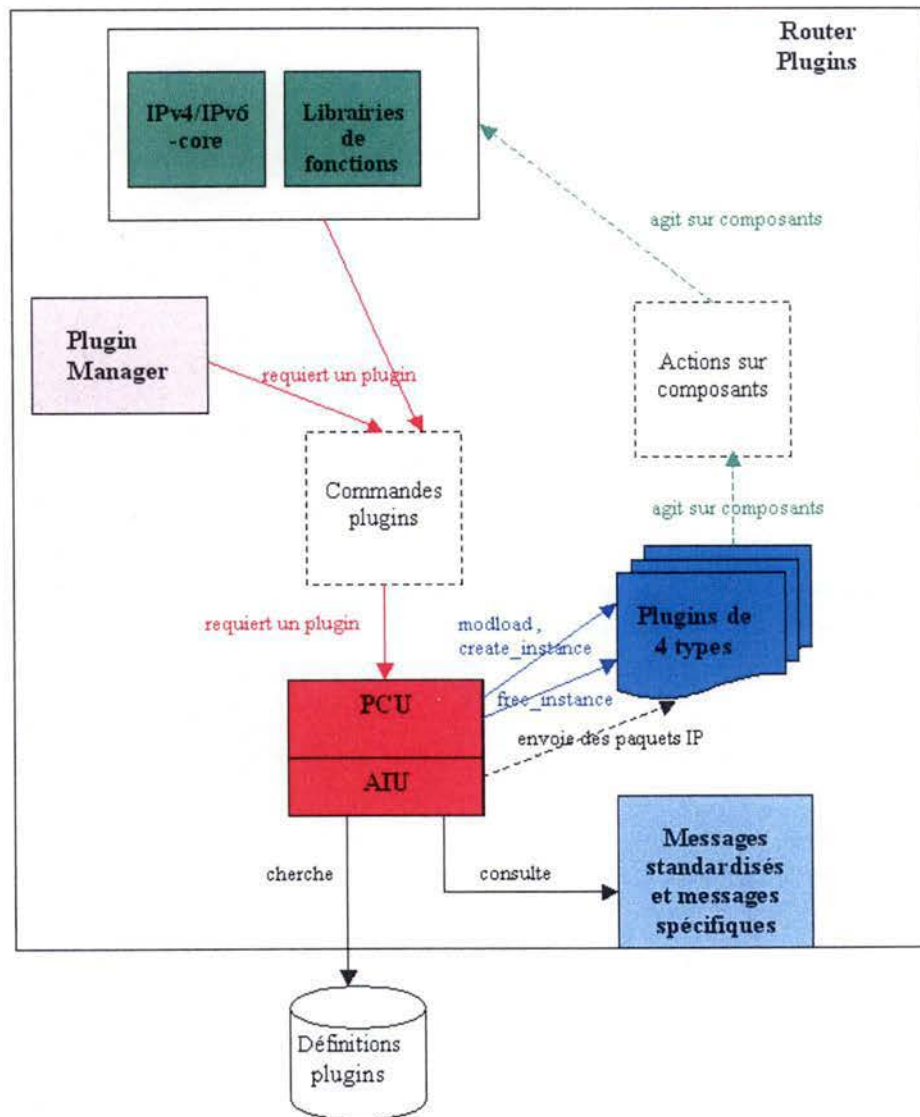 Router
Plugins
IPv4/IPv6
-core
Librairies
de
fonctions
agit sur composants
Plugin
Manager
requiert un plugin
Actions sur
composants
Commandes
plugins
agit sur composants
requiert un plugin
modload ,
create_instance
Plugins de
4 types
PCU
free_instance
envoie des paquets IP
AIU
Messages
standardisés
et messages
spécifiques
cherche
consulte
Définitions
plugins